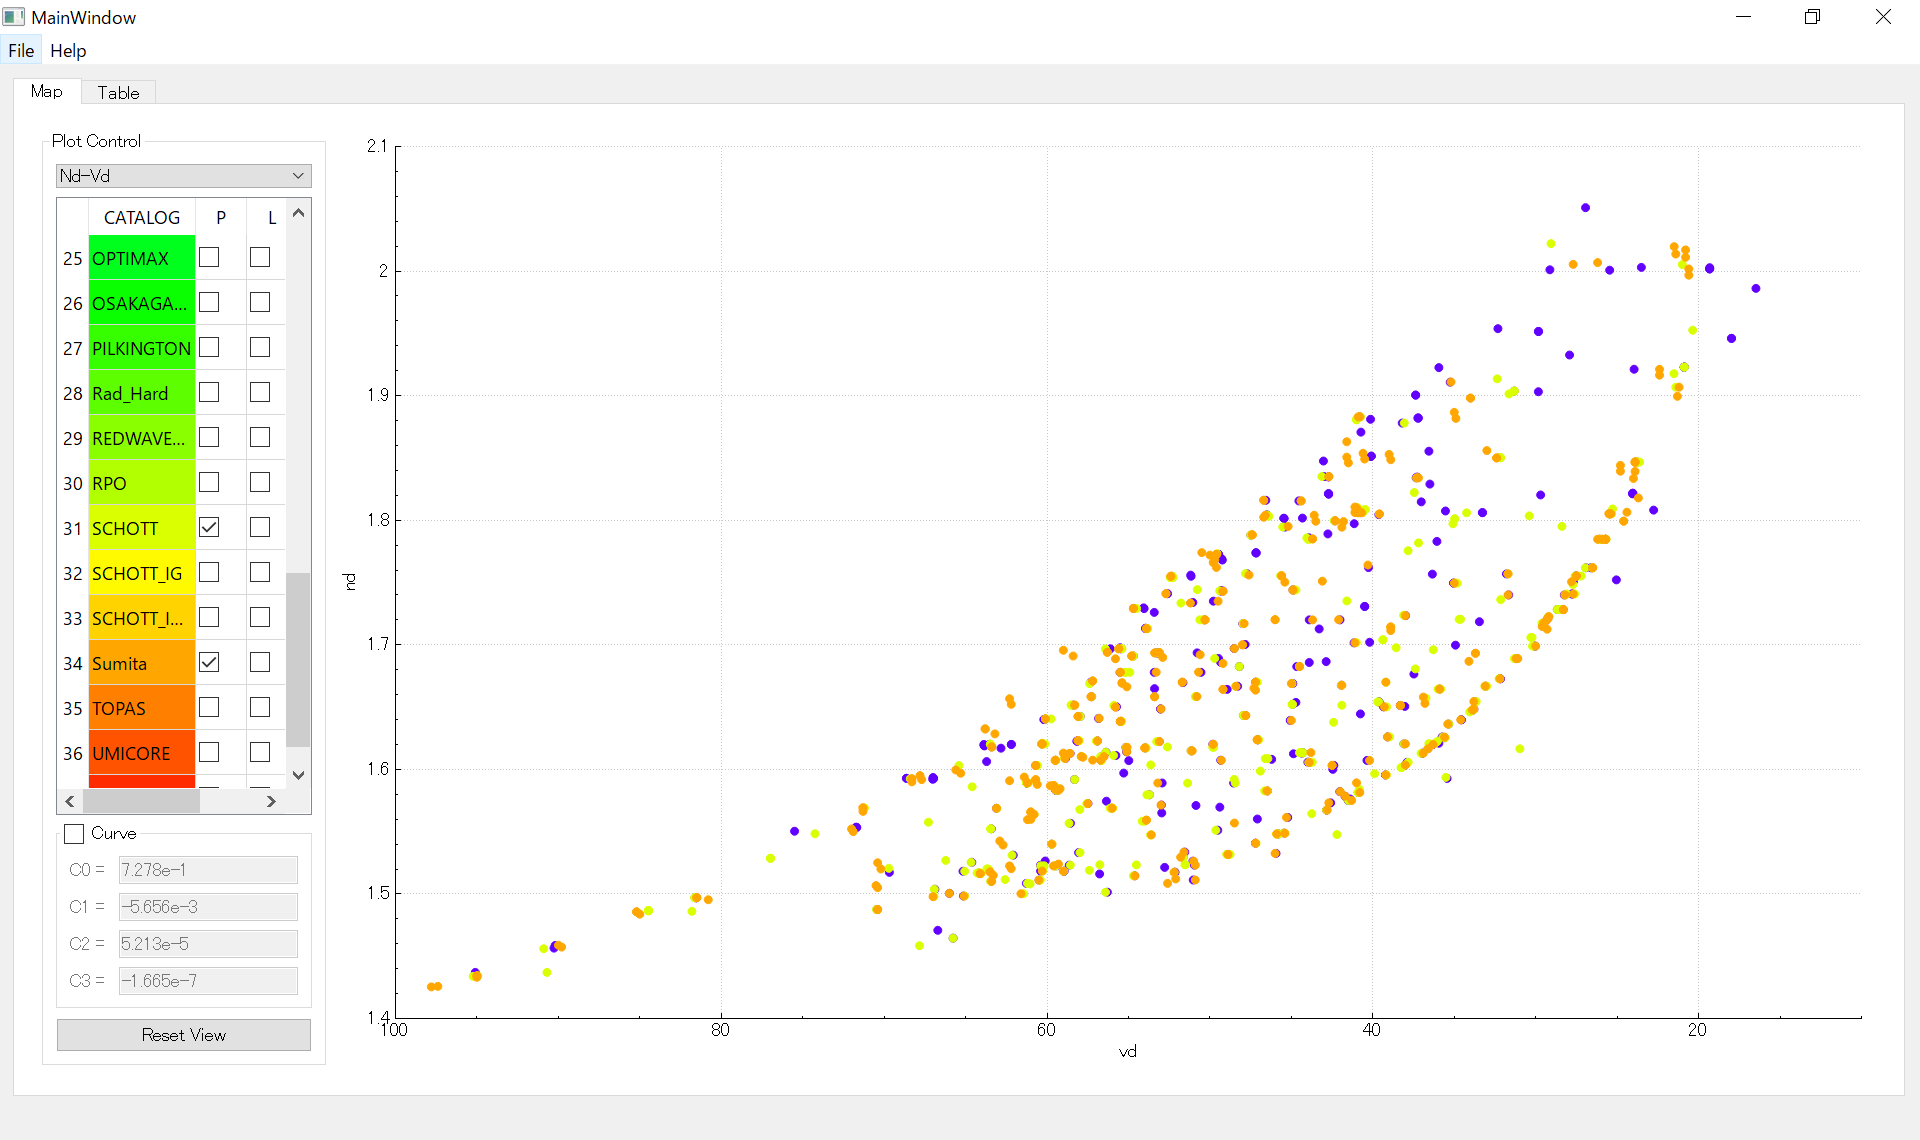 MainWindow
File Help
Map Table
Plot Control
Nd-Vd
CATALOG P L
25 OPTIMAX
26 OSAKAGA...
27 PILKINGTON
28 Rad_Hard
29 REDWAVE...
30 RPO
31 SCHOTT
32 SCHOTT_IG
33 SCHOTT_I...
34 Sumita
35 TOPAS
36 UMICORE
Curve
C0 = 7.278e-1
C1 = -5.656e-3
C2 = 5.213e-5
C3 = -1.665e-7
Reset View
2.1
2
1.9
1.8
1.7
1.6
1.5
1.4
nd
100 80 60 40 20
vd